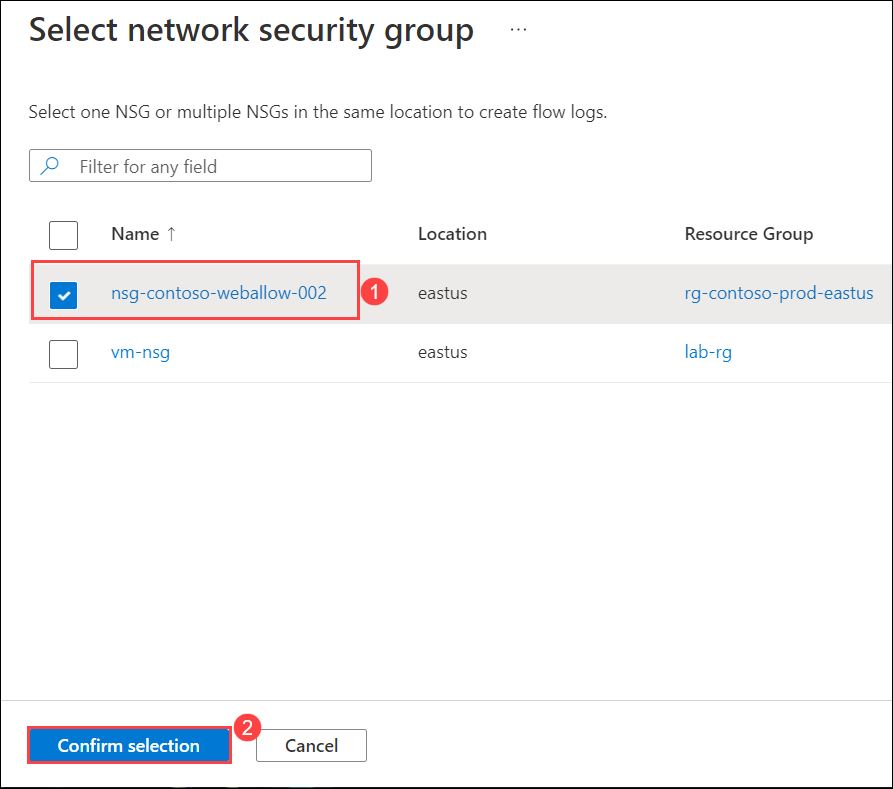 Select network security group ...
Select one NSG or multiple NSGs in the same location to create flow logs.
Filter for any field
Name ↑ Location Resource Group
nsg-contoso-weballow-002 1 eastus rg-contoso-prod-eastus
vm-nsg eastus lab-rg
Confirm selection 2 Cancel